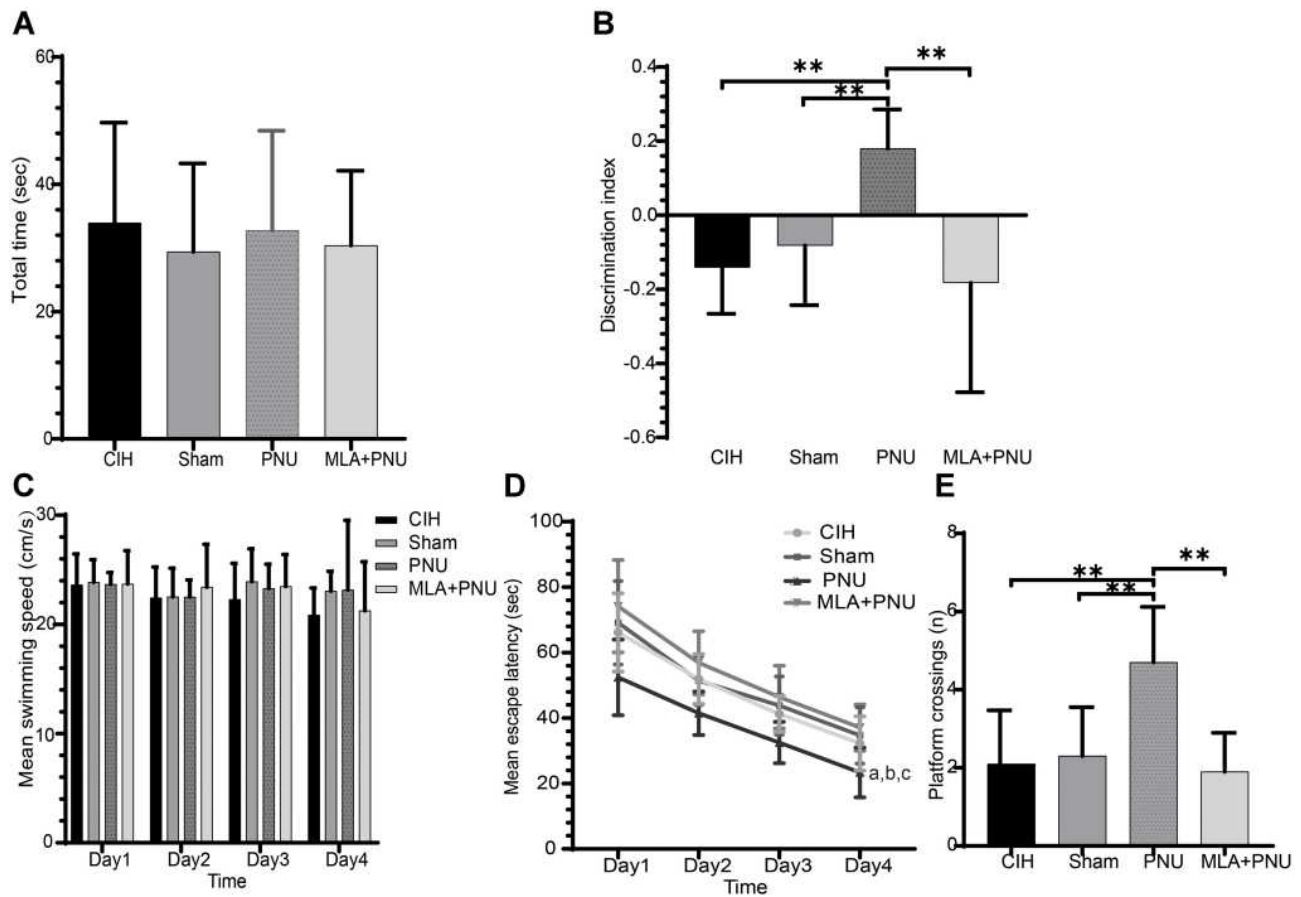 A
Total time (sec)
60
40
20
0
CIH Sham PNU MLA+PNU
B
Discrimination index
0.4
0.2
0.0
-0.2
-0.4
-0.6
** ** **
CIH Sham PNU MLA+PNU
C
Mean swimming speed (cm/s)
30
20
10
0
CIH
Sham
PNU
MLA+PNU
Day1 Day2 Day3 Day4
Time
D
Mean escape latency (sec)
100
80
60
40
20
0
CIH
Sham
PNU
MLA+PNU
a,b,c
Day1 Day2 Day3 Day4
Time
E
Platform crossings (n)
8
6
4
2
0
** ** **
CIH Sham PNU MLA+PNU